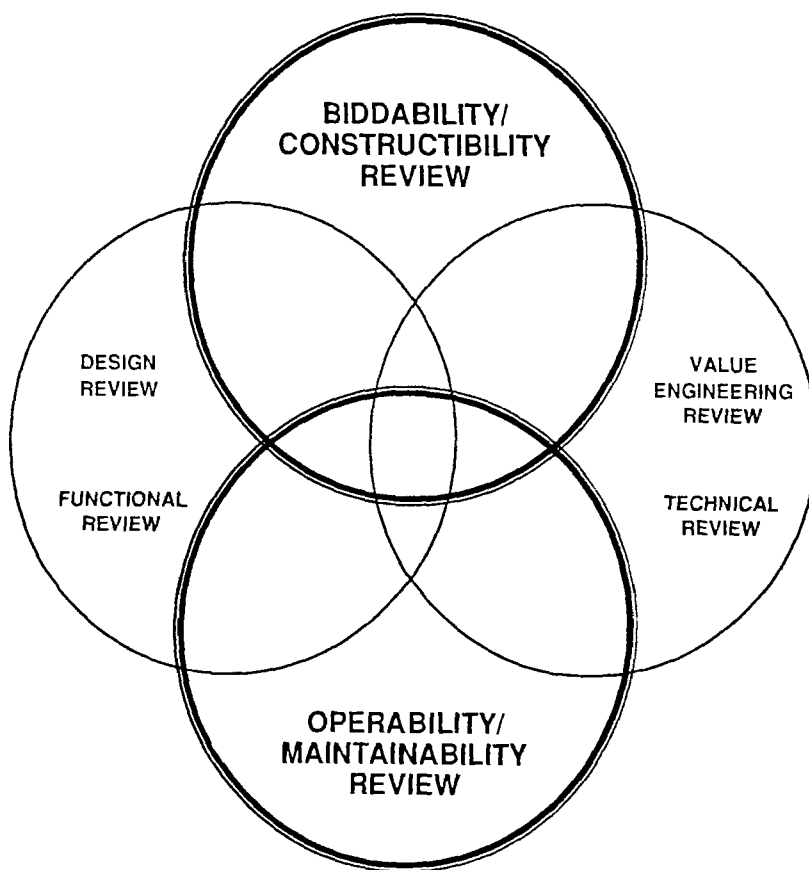 BIDDABILITY/
CONSTRUCTIBILITY
REVIEW
DESIGN
REVIEW
VALUE
ENGINEERING
REVIEW
FUNCTIONAL
REVIEW
TECHNICAL
REVIEW
OPERABILITY/
MAINTAINABILITY
REVIEW